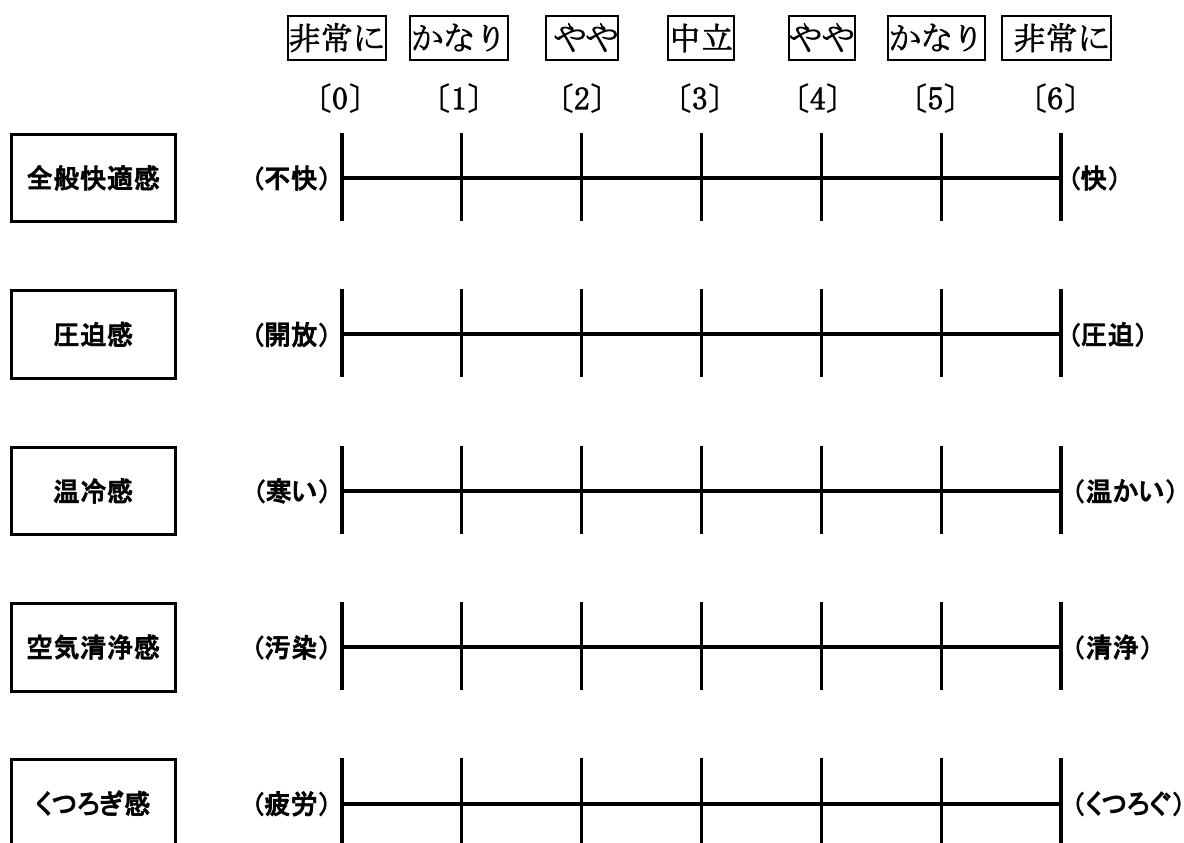 非常に かなり やや 中立 やや かなり 非常に
〔0〕 〔1〕 〔2〕 〔3〕 〔4〕 〔5〕 〔6〕
全般快適感 (不快) (快)
圧迫感 (開放) (圧迫)
温冷感 (寒い) (温かい)
空気清浄感 (汚染) (清浄)
くつろぎ感 (疲労) (くつろぐ)